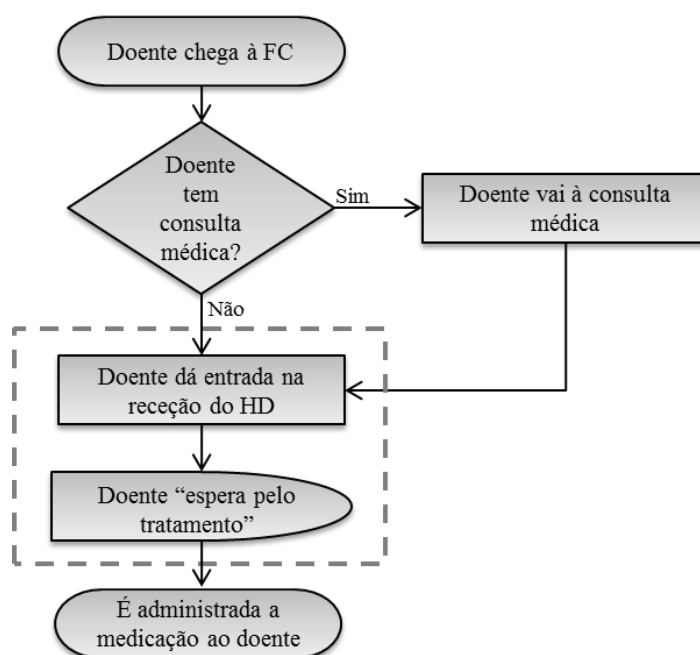 Doente chega à FC
Doente
tem
consulta
médica?
Sim
Doente vai à consulta
médica
Não
Doente dá entrada na
receção do HD
Doente “espera pelo
tratamento”
É administrada a
medicação ao doente